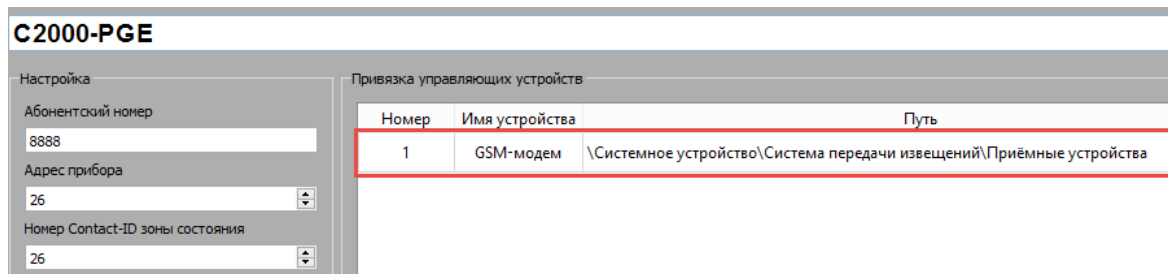 C2000-PGE
Настройка
Абонентский номер
8888
Адрес прибора
26
Номер Contact-ID зоны состояния
26
Привязка управляющих устройств
Номер Имя устройства Путь
1 GSM-модем \Системное устройство\Система передачи извещений\Приёмные устройства